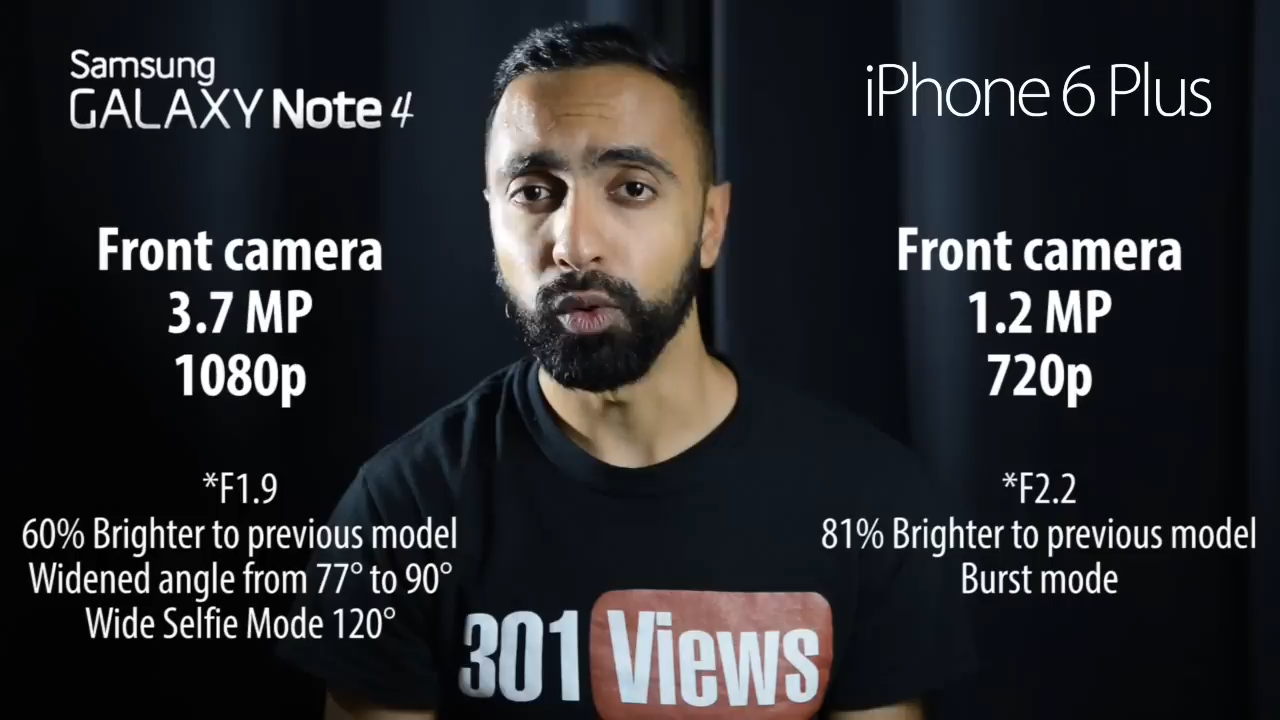 Samsung
GALAXY Note 4
Front camera
3.7 MP
1080p
*F1.9
60% Brighter to previous model
Widened angle from 77° to 90°
Wide Selfie Mode 120°
iPhone 6 Plus
Front camera
1.2 MP
720p
*F2.2
81% Brighter to previous model
Burst mode
301 Views